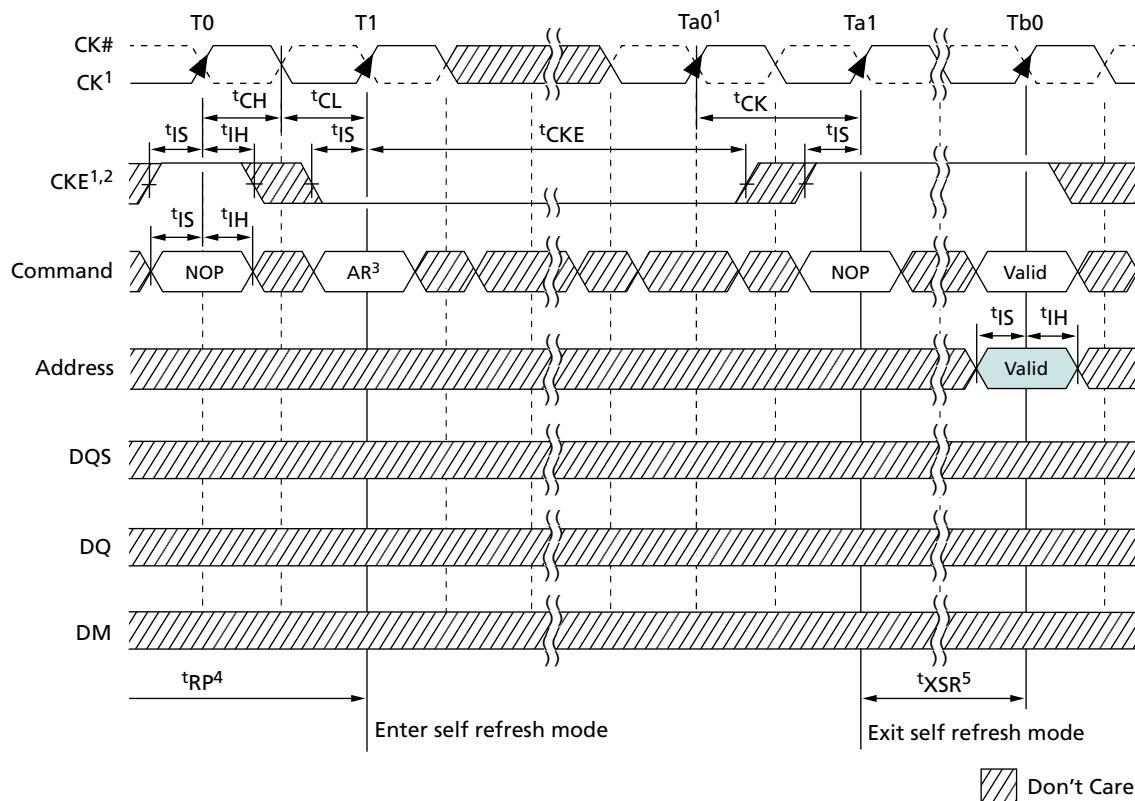 T0 T1 Ta0¹ Ta1 Tb0
CK#
CK¹
tCH tCL tCK
tIS tIH tIS tCKE tIS
CKE¹,²
tIS tIH
Command NOP AR³ NOP Valid
tIS tIH
Address Valid
DQS
DQ
DM
tRP⁴ tXSR⁵
Enter self refresh mode Exit self refresh mode
Don't Care